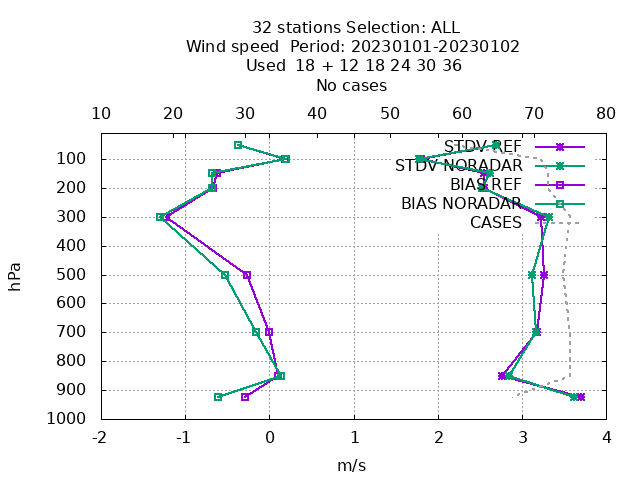 32 stations Selection: ALL
Wind speed  Period: 20230101-20230102
Used  18 + 12 18 24 30 36
No cases
10 20 30 40 50 60 70 80
STDV REF
STDV NORADAR
BIAS REF
BIAS NORADAR
CASES
100
200
300
400
500
600
700
800
900
1000
hPa
-2 -1 0 1 2 3 4
m/s